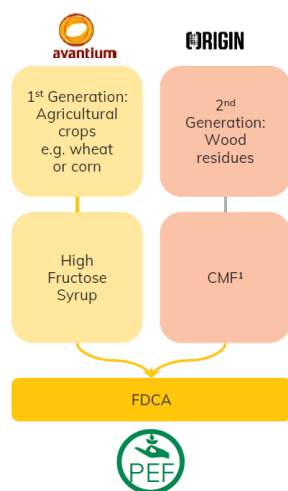 avantium
ORIGIN
1st Generation:
Agricultural
crops
e.g. wheat
or corn
2nd
Generation:
Wood
residues
High
Fructose
Syrup
CMF¹
FDCA
PEF